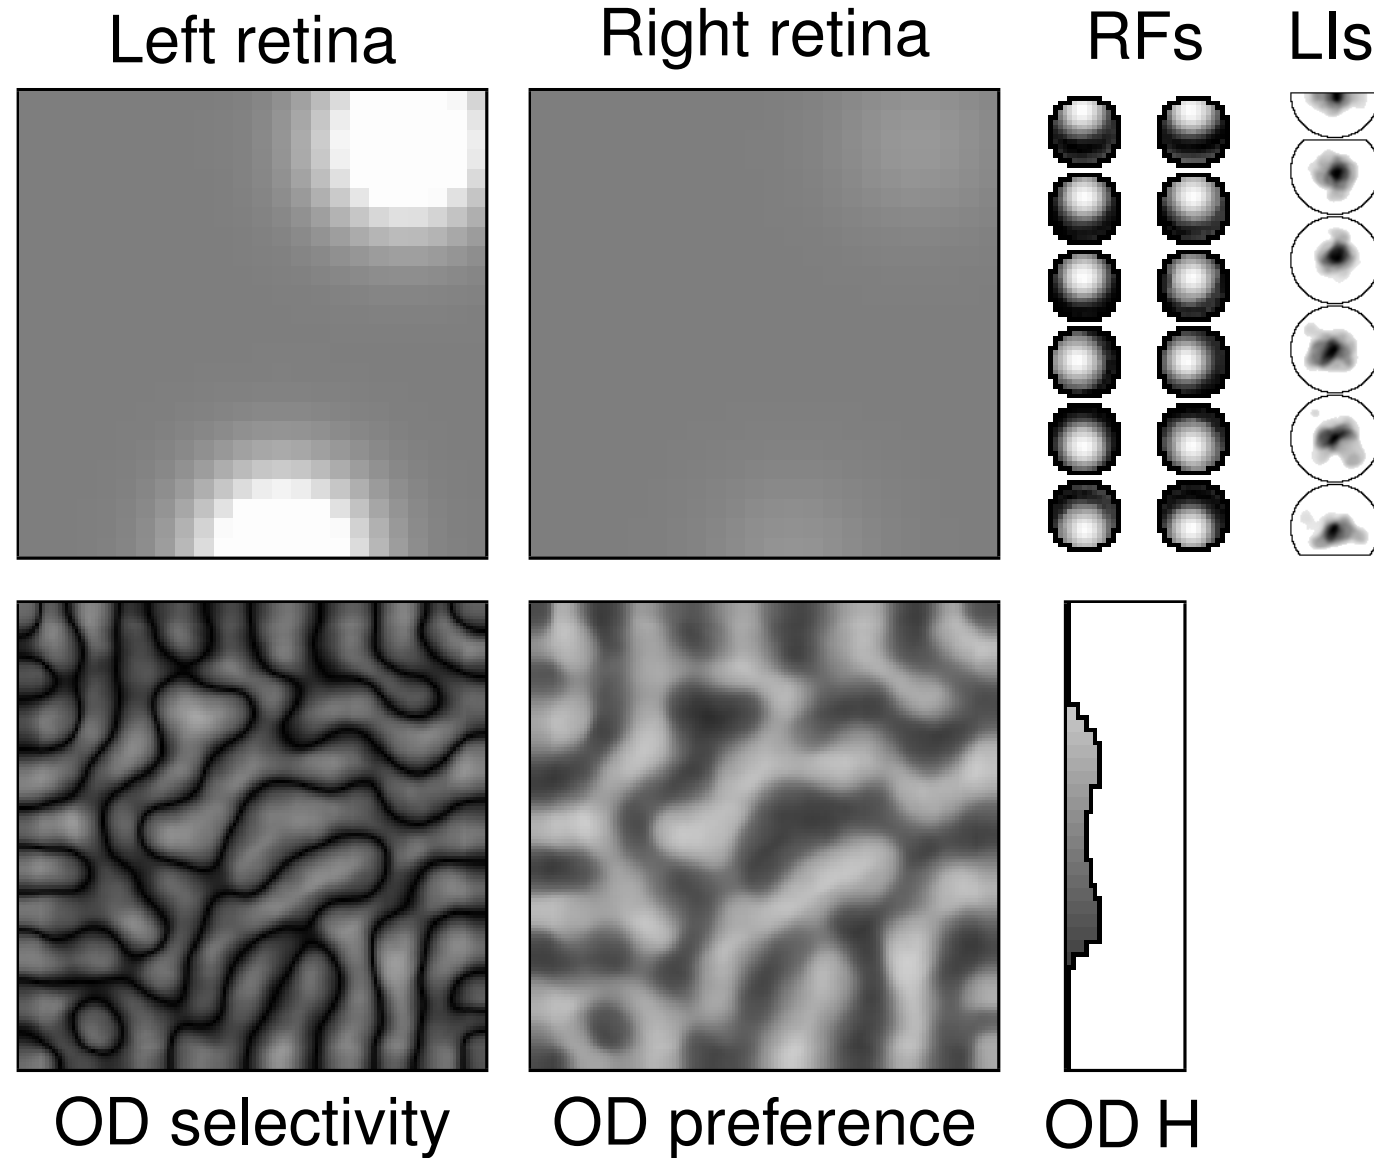 Left retina
Right retina
RFs
LIs
OD selectivity
OD preference
OD H